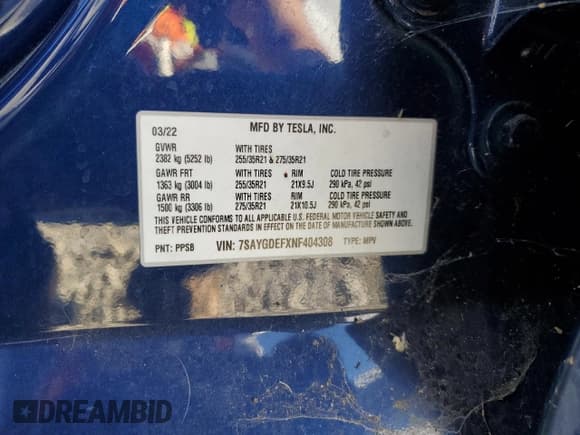 03/22 MFD BY TESLA, INC.
GVWR WITH TIRES
2382 kg (5252 lb) 255/35R21 & 275/35R21
GAWR FRT WITH TIRES RIM COLD TIRE PRESSURE
1363 kg (3004 lb) 255/35R21 21X9.5J 290 kPa, 42 psi
GAWR RR WITH TIRES RIM COLD TIRE PRESSURE
1500 kg (3306 lb) 275/35R21 21X10.5J 290 kPa, 42 psi
THIS VEHICLE CONFORMS TO ALL APPLICABLE U.S. FEDERAL MOTOR VEHICLE SAFETY AND
THEFT PREVENTION STANDARDS IN EFFECT ON THE DATE OF MANUFACTURE SHOWN ABOVE.
PNT: PPSB VIN: 7SAYGDEFXNF404308 TYPE: MPV
DREAMBID